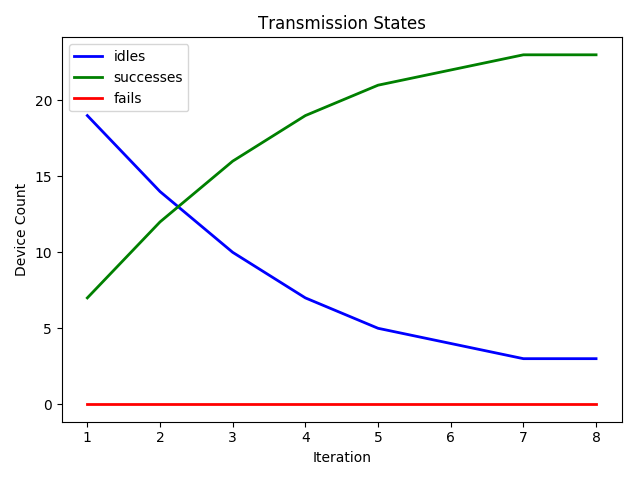 Transmission States
idles
successes
fails
Device Count
20
15
10
5
0
1 2 3 4 5 6 7 8
Iteration